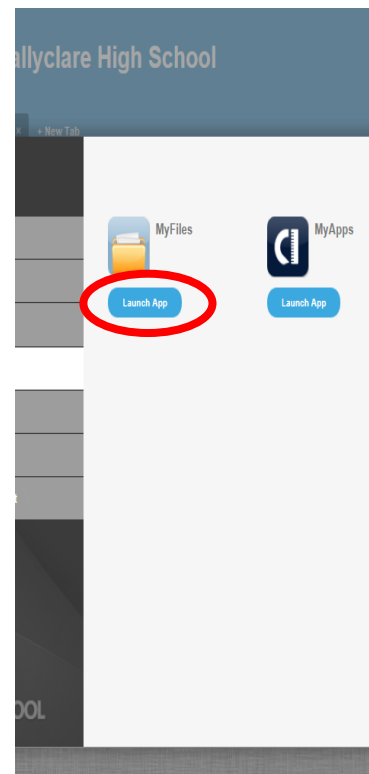 allyclare High School
x + New Tab
MyFiles
MyApps
Launch App
Launch App
t
OOL